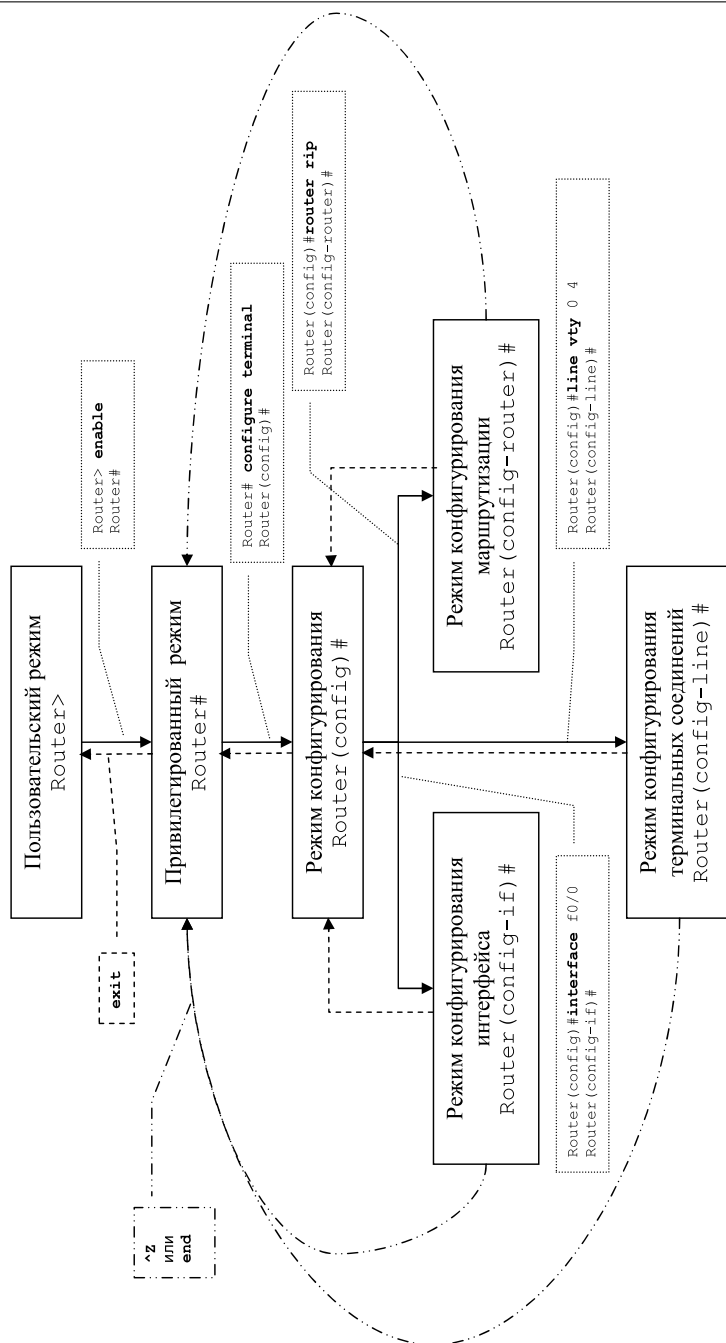 Пользовательский режим
Router>
Router> enable
Router#
exit
Привилегированный режим
Router#
^Z
или
end
Router# configure terminal
Router(config)#
Режим конфигурирования
Router(config)#
Router(config)#router rip
Router(config-router)#
Режим конфигурирования
интерфейса
Router(config-if)#
Режим конфигурирования
маршрутизации
Router(config-router)#
Router(config)#interface f0/0
Router(config-if)#
Router(config)#line vty 0 4
Router(config-line)#
Режим конфигурирования
терминальных соединений
Router(config-line)#